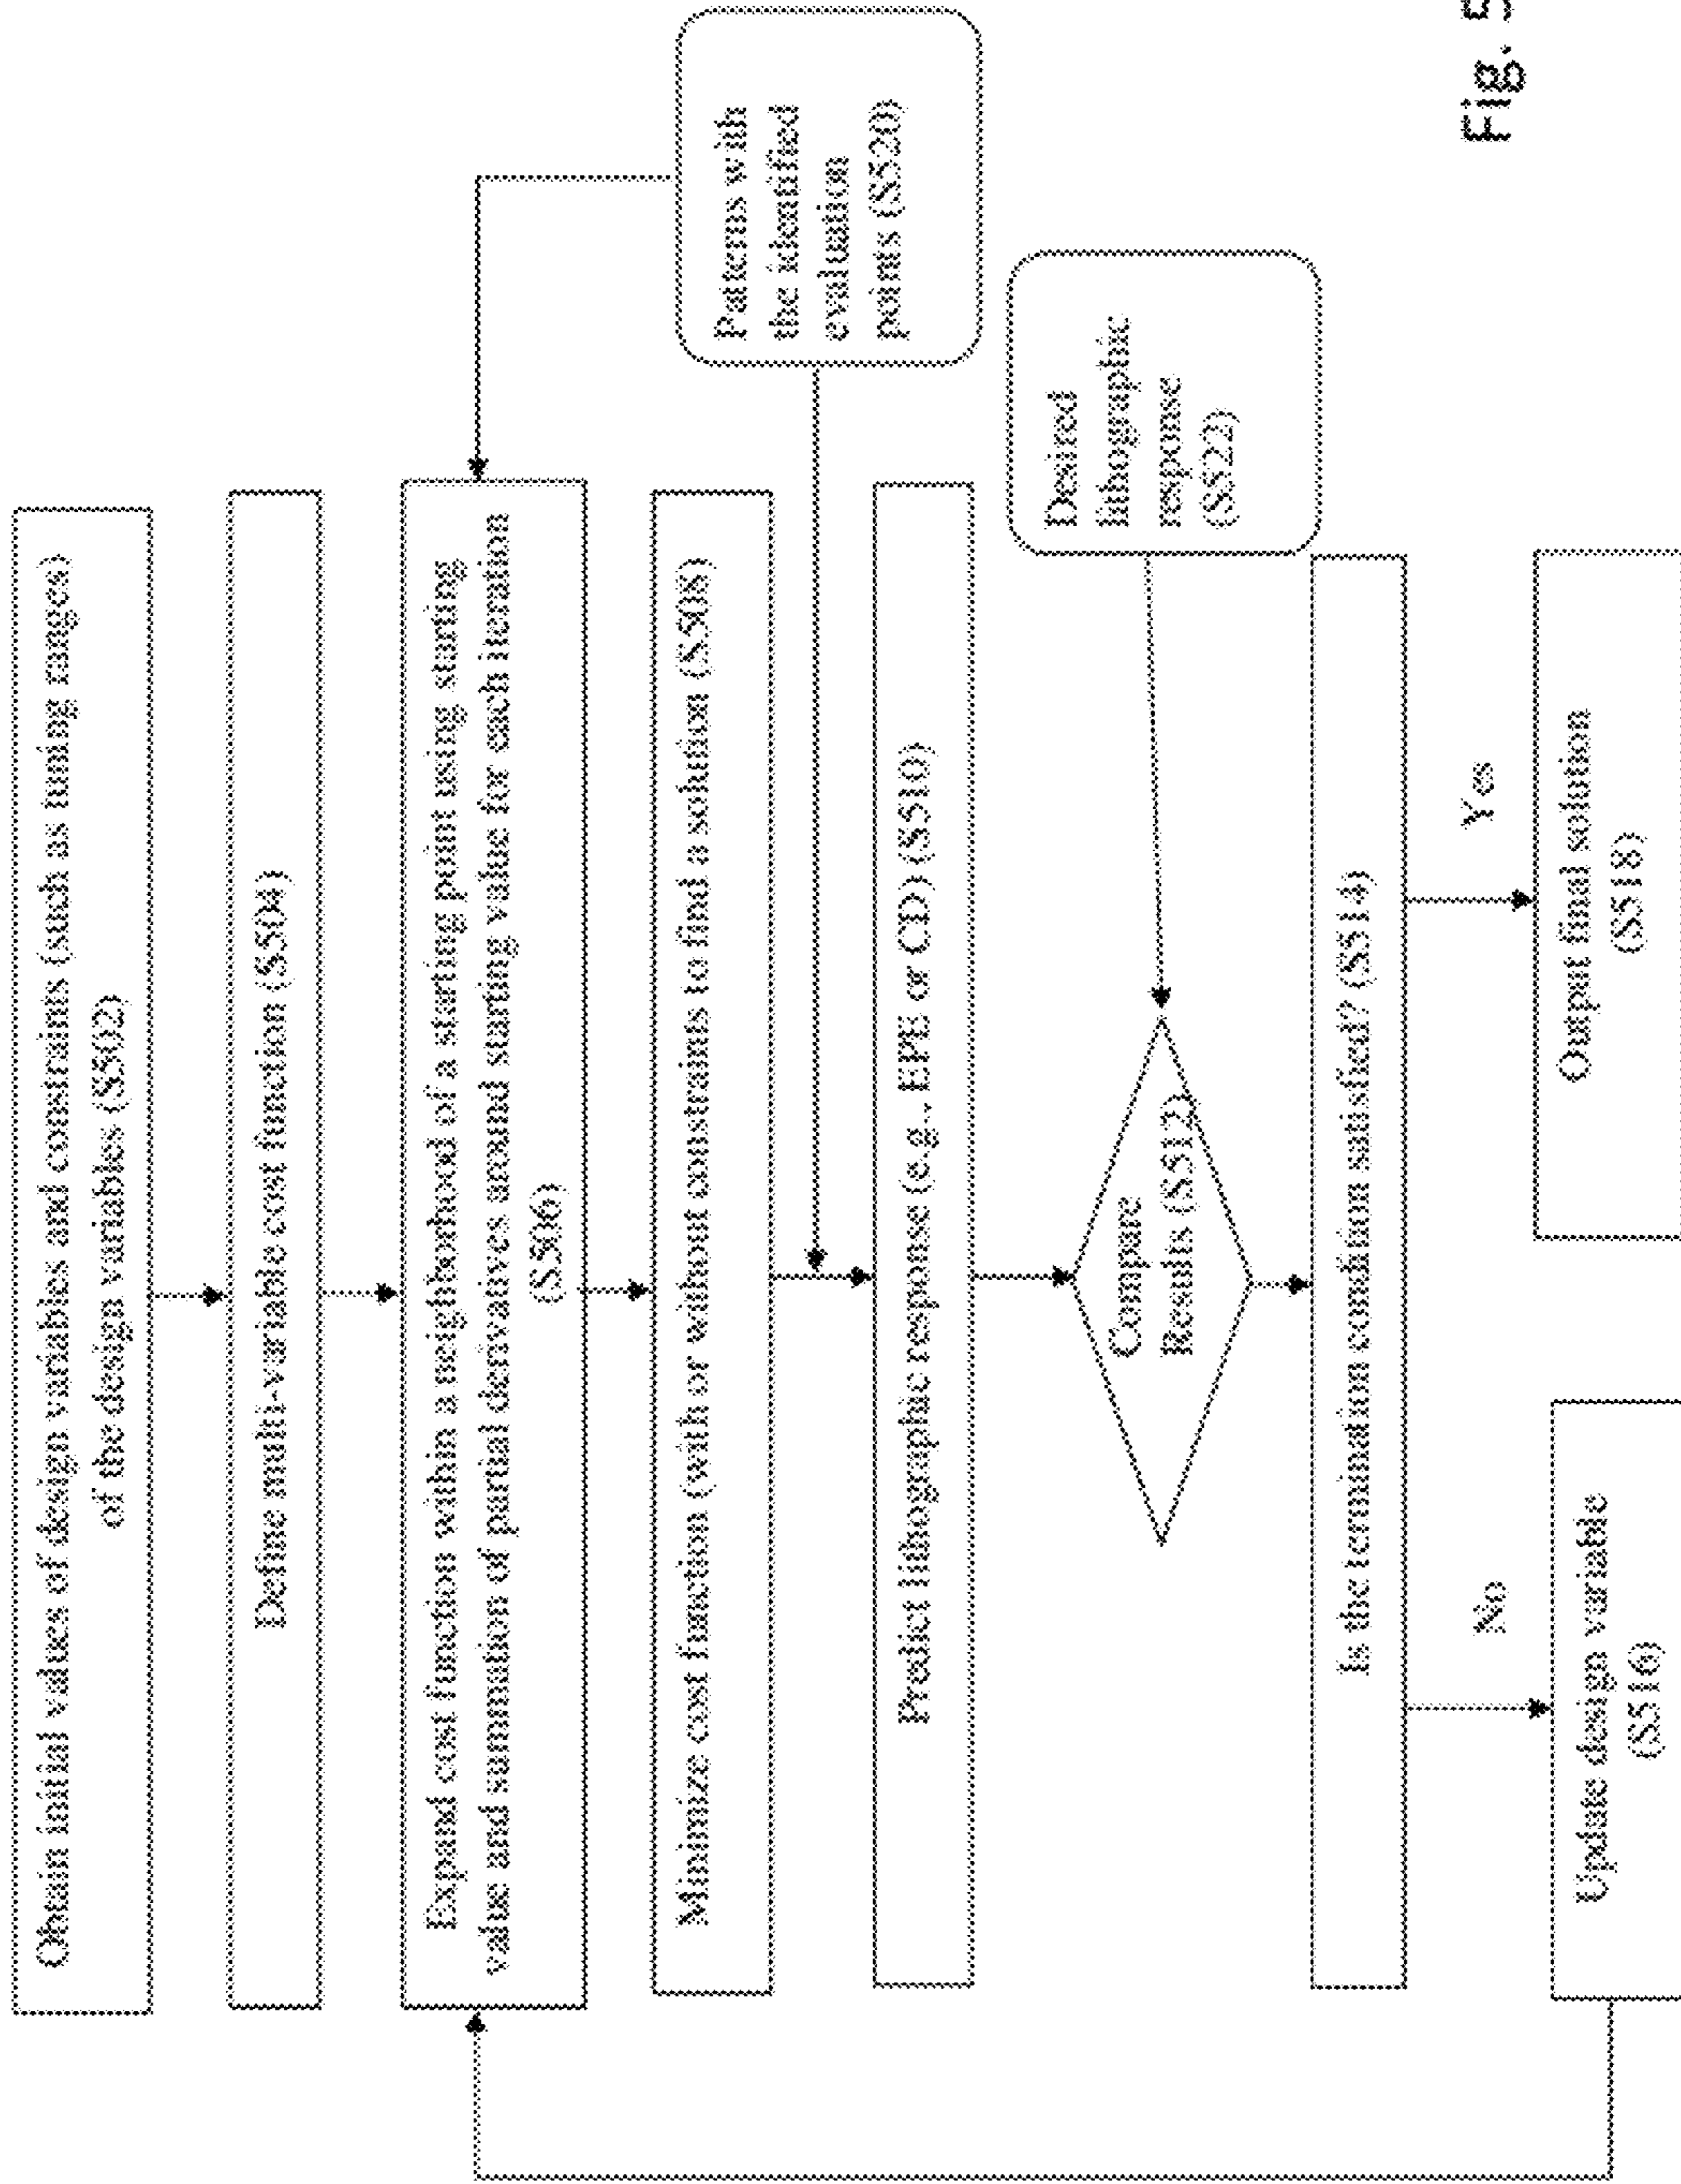 Obtain initial values of design variables and constraints (such as tuning ranges)
of the design variables (S502)
Define multi-variable cost function (S504)
Expand cost function within a neighborhood of a starting point using starting
value and summation of partial derivatives around starting value for each iteration
(S506)
Patterns with
the identified
evaluation
points (S520)
Minimize cost function (with or without constraints to find a solution (S508)
Predict lithographic response (e.g., EPE or CD) (S510)
Desired
lithographic
response
(S522)
Compare
Results (S512)
Is the termination condition satisfied? (S514)
No
Yes
Update design variable
(S516)
Output final solution
(S518)
Fig. 5